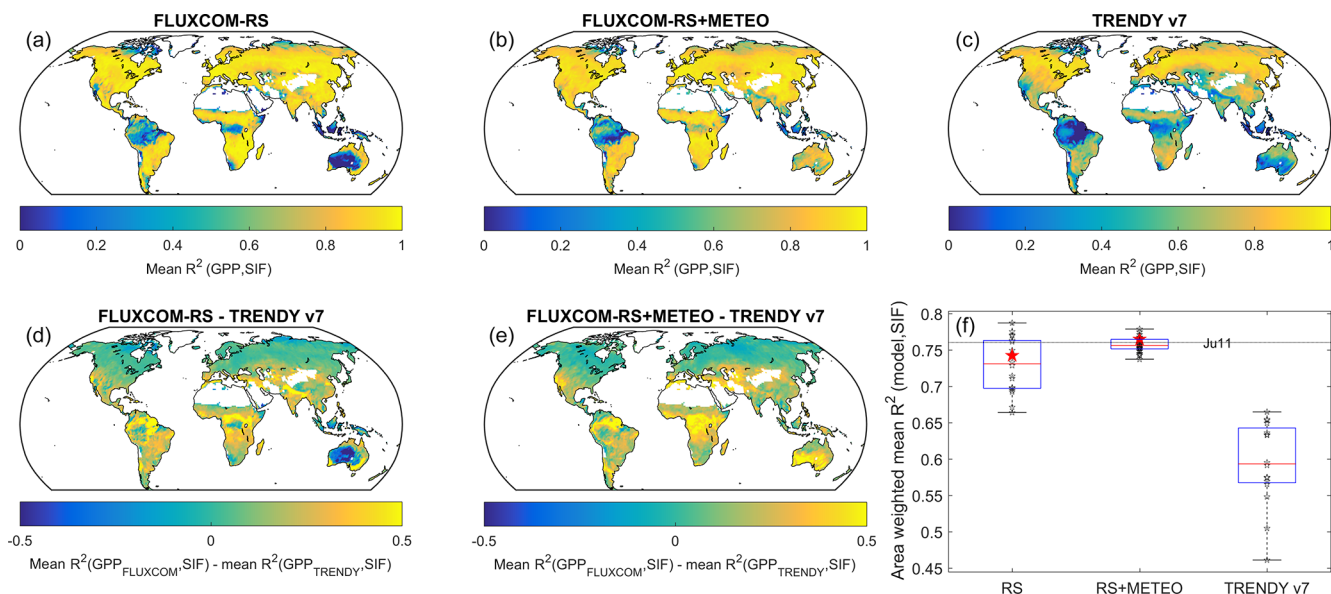 FLUXCOM-RS
FLUXCOM-RS+METEO
TRENDY v7
(a)
(b)
(c)
0 0.2 0.4 0.6 0.8 1
0 0.2 0.4 0.6 0.8 1
0 0.2 0.4 0.6 0.8 1
Mean R² (GPP,SIF)
Mean R² (GPP,SIF)
Mean R² (GPP,SIF)
FLUXCOM-RS - TRENDY v7
FLUXCOM-RS+METEO - TRENDY v7
(d)
(e)
-0.5 0 0.5
-0.5 0 0.5
Mean R²(GPP_FLUXCOM,SIF) - mean R²(GPP_TRENDY,SIF)
Mean R²(GPP_FLUXCOM,SIF) - mean R²(GPP_TRENDY,SIF)
(f)
Area weighted mean R² (model,SIF)
0.8
0.75
0.7
0.65
0.6
0.55
0.5
0.45
Ju11
RS RS+METEO TRENDY v7